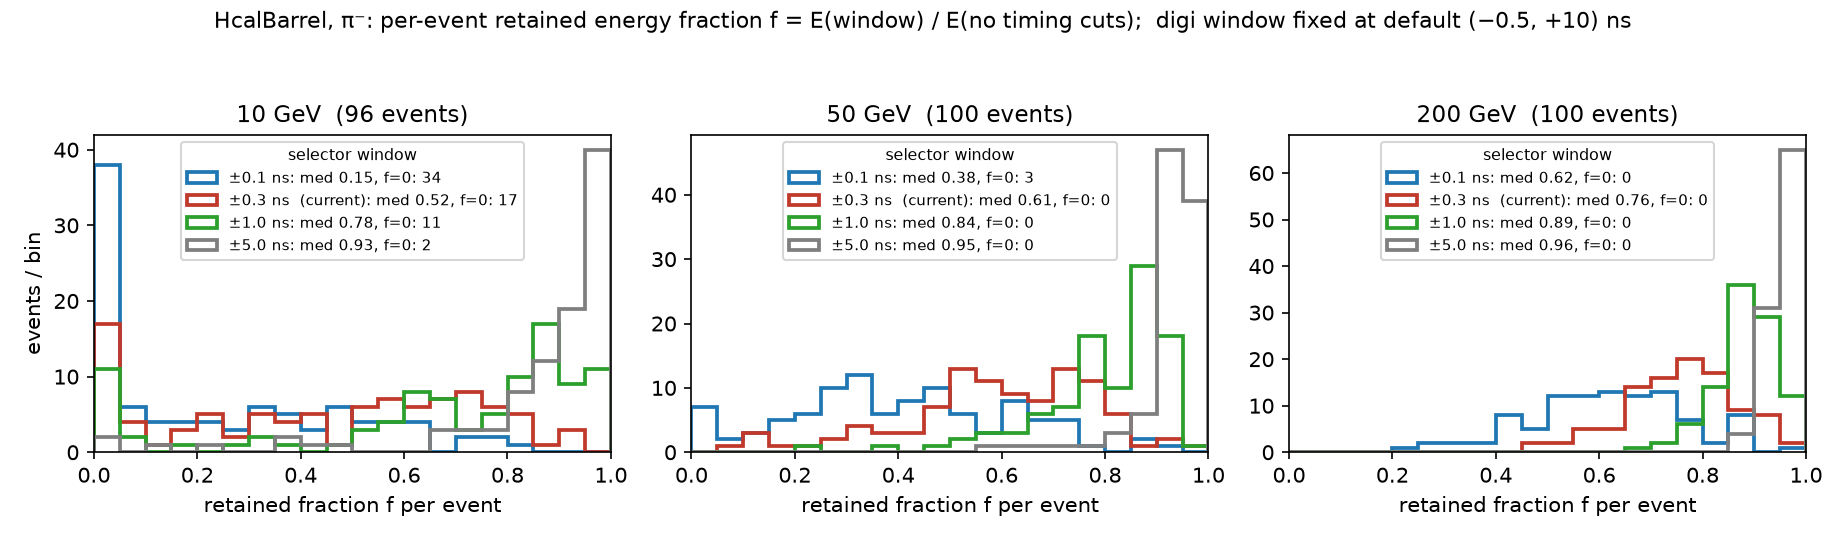 HcalBarrel, π⁻: per-event retained energy fraction f = E(window) / E(no timing cuts);  digi window fixed at default (−0.5, +10) ns
10 GeV  (96 events)
selector window
±0.1 ns: med 0.15, f=0: 34
±0.3 ns  (current): med 0.52, f=0: 17
±1.0 ns: med 0.78, f=0: 11
±5.0 ns: med 0.93, f=0: 2
events / bin
40
30
20
10
0
0.0 0.2 0.4 0.6 0.8 1.0
retained fraction f per event
50 GeV  (100 events)
selector window
±0.1 ns: med 0.38, f=0: 3
±0.3 ns  (current): med 0.61, f=0: 0
±1.0 ns: med 0.84, f=0: 0
±5.0 ns: med 0.95, f=0: 0
40
30
20
10
0
0.0 0.2 0.4 0.6 0.8 1.0
retained fraction f per event
200 GeV  (100 events)
selector window
±0.1 ns: med 0.62, f=0: 0
±0.3 ns  (current): med 0.76, f=0: 0
±1.0 ns: med 0.89, f=0: 0
±5.0 ns: med 0.96, f=0: 0
60
50
40
30
20
10
0
0.0 0.2 0.4 0.6 0.8 1.0
retained fraction f per event